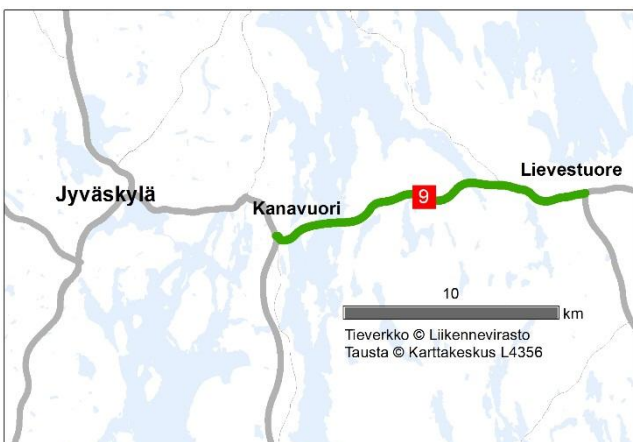 Lievestuore
Jyväskylä
9
Kanavuori
10
km
Tieverkko © Liikennevirasto
Tausta © Karttakeskus L4356